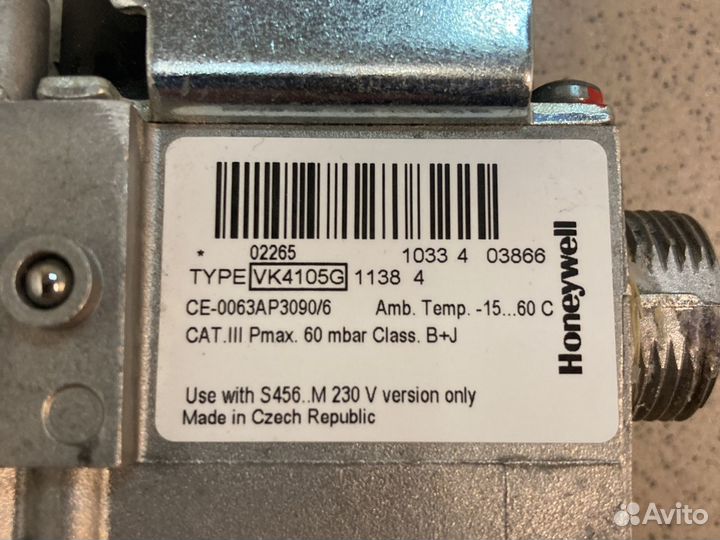 * 02265 1033 4 03866
TYPE VK4105G 1138 4
CE-0063AP3090/6 Amb. Temp. -15...60 C
CAT.III Pmax. 60 mbar Class. B+J
Use with S456..M 230 V version only
Made in Czech Republic
Honeywell
Avito